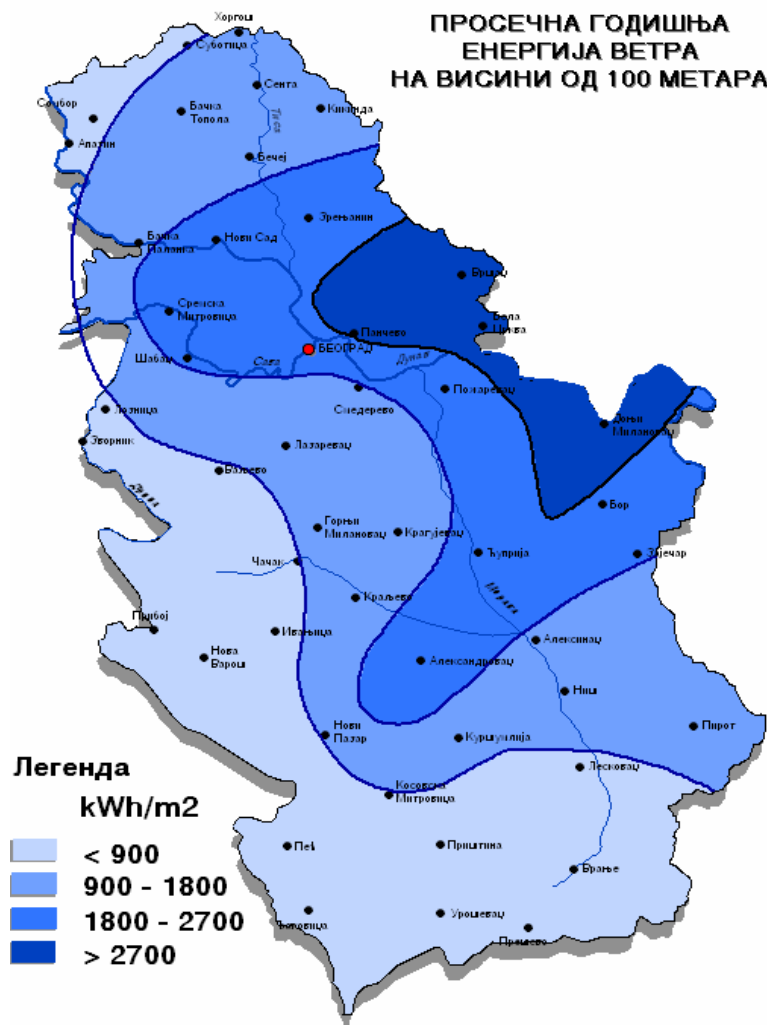 ПРОСЕЧНА ГОДИШЊА
ЕНЕРГИЈА ВЕТРА
НА ВИСИНИ ОД 100 МЕТАРА
Хоргош
Суботица
Сента
Сомбор
Бачка
Топола
Кикинда
Тиса
Апатин
Бечеј
Зрењанин
Бачка
Паланка
Нови Сад
Вршац
Сремска
Митровица
Бела
Црква
Панчево
БЕОГРАД
Шабац
Сава
Дунав
Пожаревац
Смедерево
Лозница
Доњи
Милановац
Зворник
Лазаревац
Ваљево
Дрина
Бор
Горњи
Милановац
Крагујевац
Ћуприја
Зајечар
Чачак
Морава
Краљево
Прибој
Ивањица
Алексинац
Нова
Варош
Александровац
Ниш
Нови
Пазар
Куршумлија
Пирот
Лесковац
Косовска
Митровица
Пећ
Приштина
Врање
Ђаковица
Урошевац
Прешево
Легенда
kWh/m2
< 900
900 - 1800
1800 - 2700
> 2700